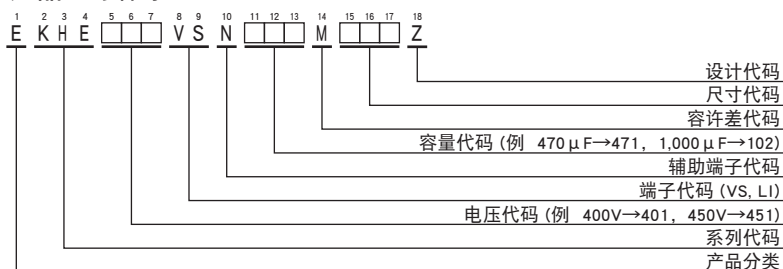 1 2 3 4 5 6 7 8 9 10 11 12 13 14 15 16 17 18
E K H E □□□ V S N □□□ M □□□ Z
设计代码
尺寸代码
容许差代码
容量代码 (例 470μF→471, 1,000μF→102)
辅助端子代码
端子代码 (VS, LI)
电压代码 (例 400V→401, 450V→451)
系列代码
产品分类